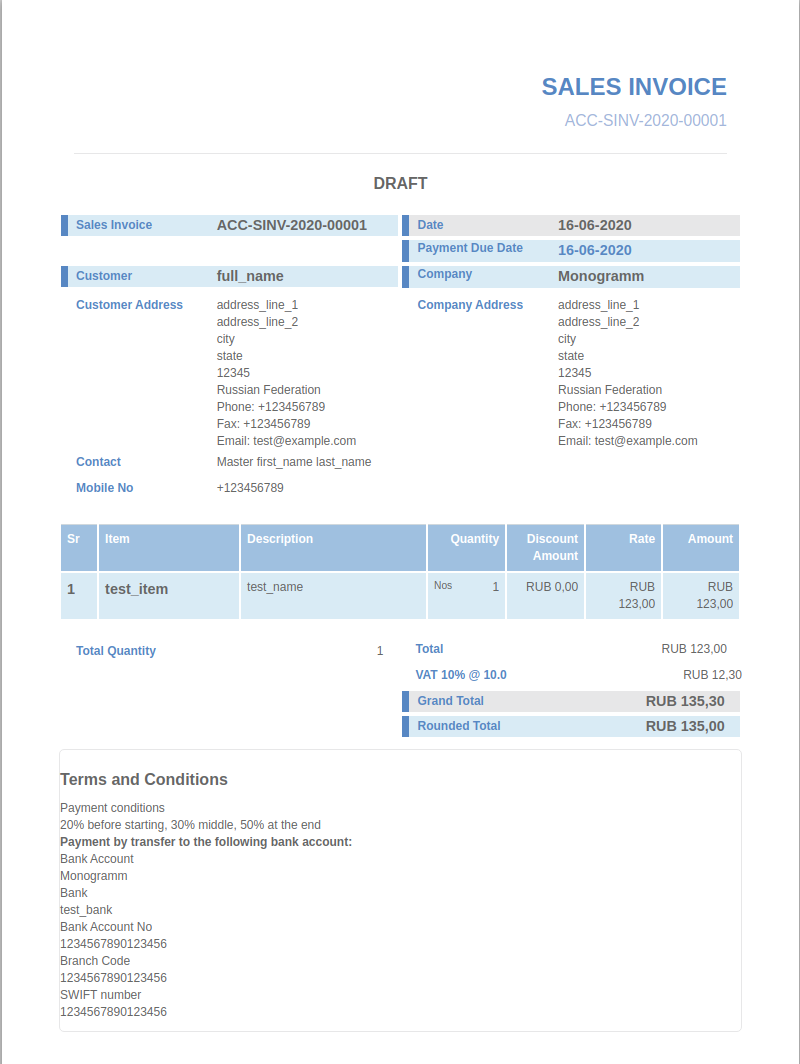 SALES INVOICE
ACC-SINV-2020-00001
DRAFT
Sales Invoice ACC-SINV-2020-00001
Date 16-06-2020
Payment Due Date 16-06-2020
Customer full_name
Company Monogramm
Customer Address address_line_1
address_line_2
city
state
12345
Russian Federation
Phone: +123456789
Fax: +123456789
Email: test@example.com
Company Address address_line_1
address_line_2
city
state
12345
Russian Federation
Phone: +123456789
Fax: +123456789
Email: test@example.com
Contact Master first_name last_name
Mobile No +123456789
Sr Item Description Quantity Discount Amount Rate Amount
1 test_item test_name Nos 1 RUB 0,00 RUB 123,00 RUB 123,00
Total Quantity 1
Total RUB 123,00
VAT 10% @ 10.0 RUB 12,30
Grand Total RUB 135,30
Rounded Total RUB 135,00
Terms and Conditions
Payment conditions
20% before starting, 30% middle, 50% at the end
Payment by transfer to the following bank account:
Bank Account
Monogramm
Bank
test_bank
Bank Account No
1234567890123456
Branch Code
1234567890123456
SWIFT number
1234567890123456